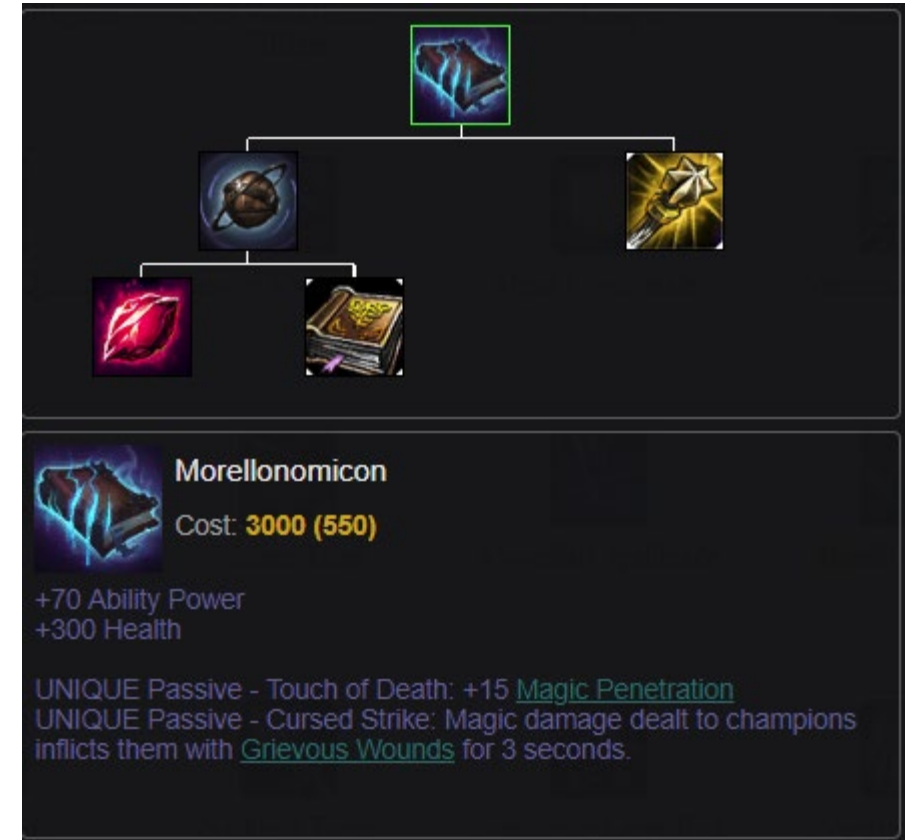 Morellonomicon
Cost: 3000 (550)
+70 Ability Power
+300 Health
UNIQUE Passive - Touch of Death: +15 Magic Penetration
UNIQUE Passive - Cursed Strike: Magic damage dealt to champions
inflicts them with Grievous Wounds for 3 seconds.